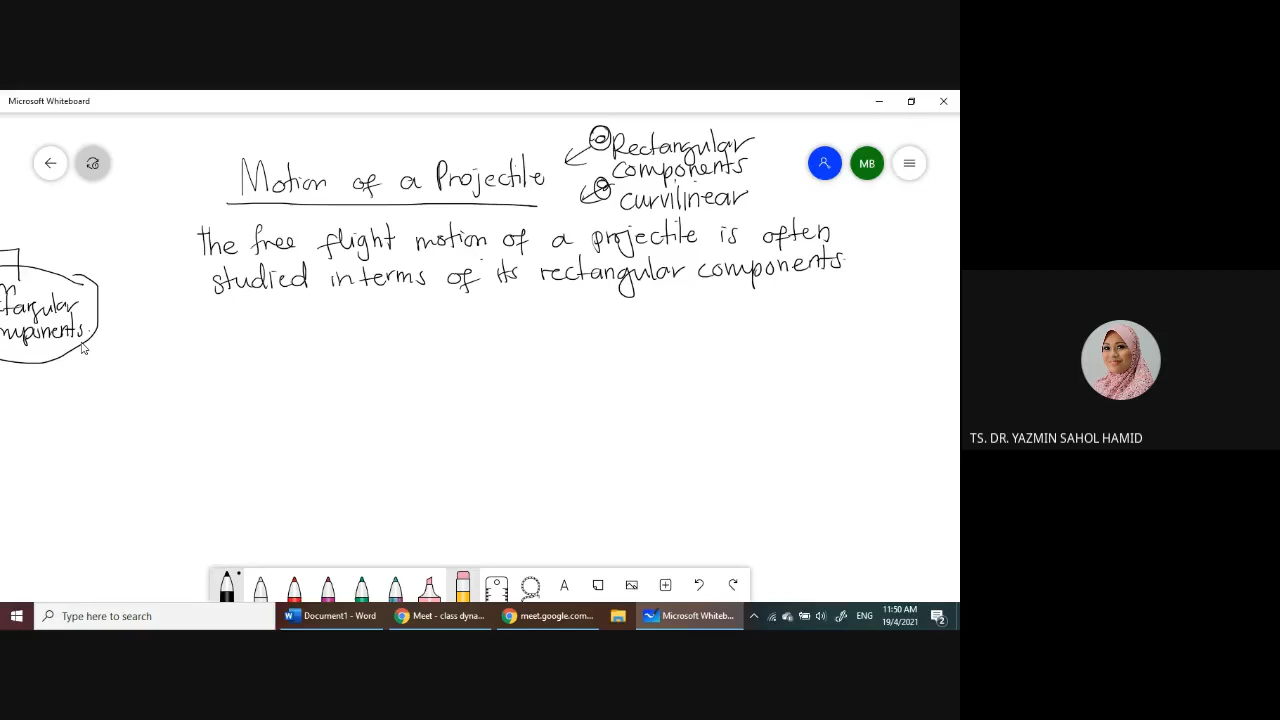 Microsoft Whiteboard
Motion of a Projectile
Rectangular
components
curvilinear
MB
the free flight motion of a projectile is often
studied in terms of its rectangular components.
tangular
mponents.
TS. DR. YAZMIN SAHOL HAMID
A
Type here to search
Document1 - Word
Meet - class dyna...
meet.google.com...
Microsoft Whiteb...
ENG
11:50 AM
19/4/2021
2